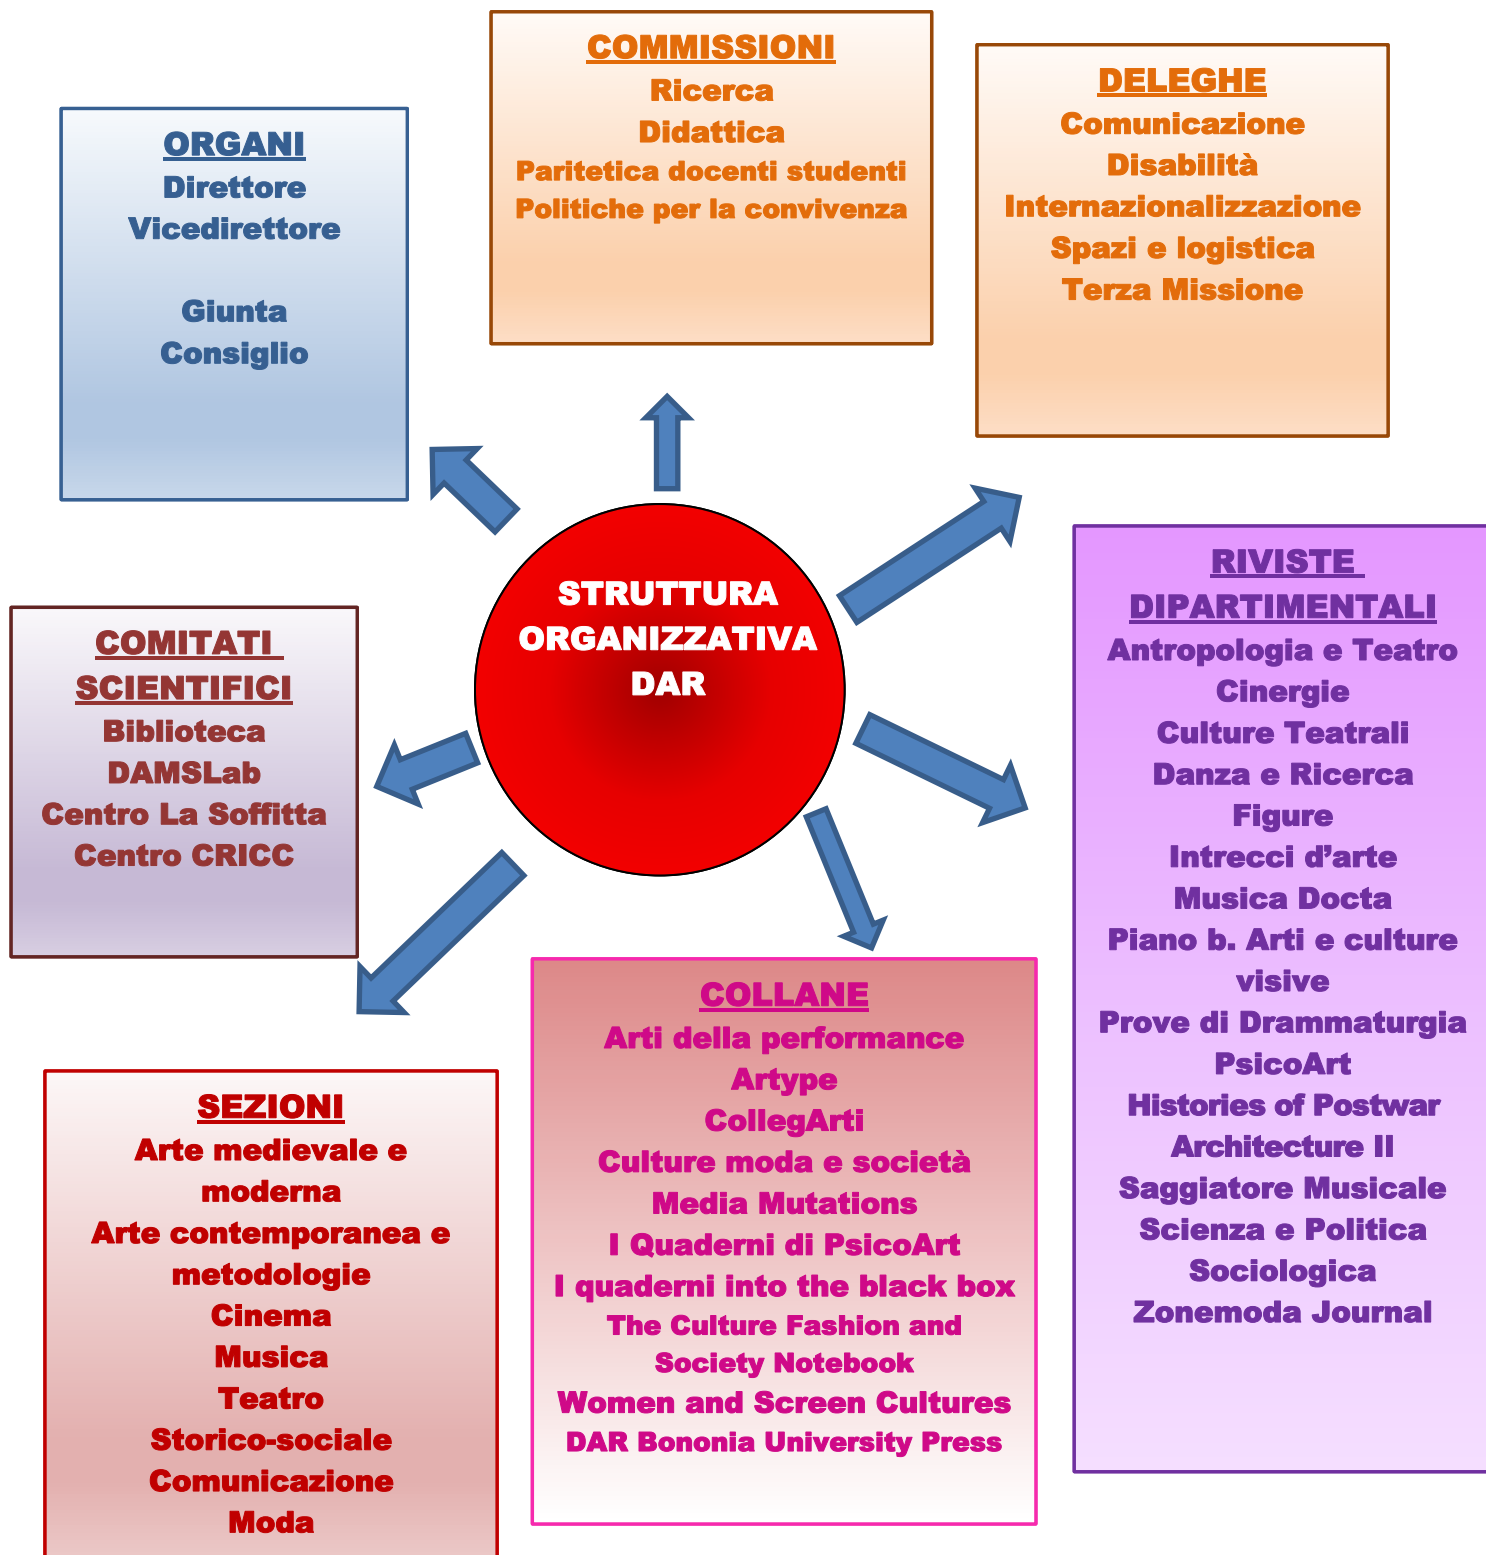 COMMISSIONI
Ricerca
Didattica
Paritetica docenti studenti
Politiche per la convivenza
DELEGHE
Comunicazione
Disabilità
Internazionalizzazione
Spazi e logistica
Terza Missione
ORGANI
Direttore
Vicedirettore
Giunta
Consiglio
STRUTTURA
ORGANIZZATIVA
DAR
RIVISTE
DIPARTIMENTALI
Antropologia e Teatro
Cinergie
Culture Teatrali
Danza e Ricerca
Figure
Intrecci d’arte
Musica Docta
Piano b. Arti e culture
visive
Prove di Drammaturgia
PsicoArt
Histories of Postwar
Architecture II
Saggiatore Musicale
Scienza e Politica
Sociologica
Zonemoda Journal
COMITATI
SCIENTIFICI
Biblioteca
DAMSLab
Centro La Soffitta
Centro CRICC
COLLANE
Arti della performance
Artype
CollegArti
Culture moda e società
Media Mutations
I Quaderni di PsicoArt
I quaderni into the black box
The Culture Fashion and
Society Notebook
Women and Screen Cultures
DAR Bononia University Press
SEZIONI
Arte medievale e
moderna
Arte contemporanea e
metodologie
Cinema
Musica
Teatro
Storico-sociale
Comunicazione
Moda